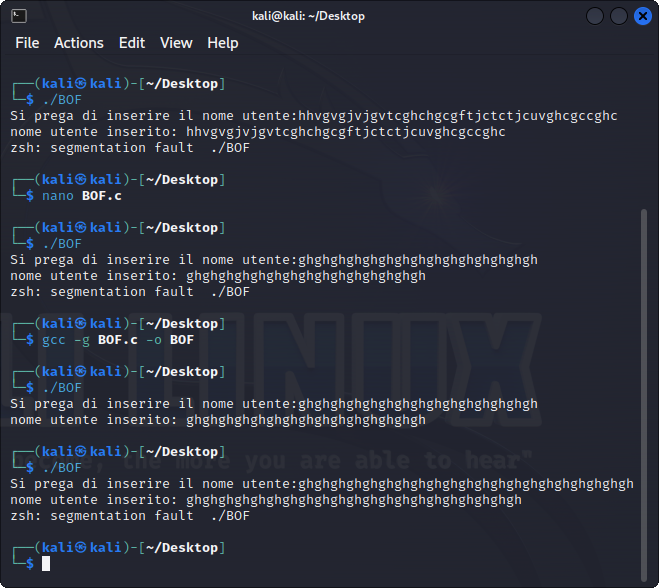 kali@kali: ~/Desktop
File Actions Edit View Help
┌──(kali㉿kali)-[~/Desktop]
└─$ ./BOF
Si prega di inserire il nome utente:hhvgvgjvjgvtcghchgcgftjctctjcuvghcgccghc
nome utente inserito: hhvgvgjvjgvtcghchgcgftjctctjcuvghcgccghc
zsh: segmentation fault  ./BOF
┌──(kali㉿kali)-[~/Desktop]
└─$ nano BOF.c
┌──(kali㉿kali)-[~/Desktop]
└─$ ./BOF
Si prega di inserire il nome utente:ghghghghghghghghghghghghghghgh
nome utente inserito: ghghghghghghghghghghghghghghgh
zsh: segmentation fault  ./BOF
┌──(kali㉿kali)-[~/Desktop]
└─$ gcc -g BOF.c -o BOF
┌──(kali㉿kali)-[~/Desktop]
└─$ ./BOF
Si prega di inserire il nome utente:ghghghghghghghghghghghghghghgh
nome utente inserito: ghghghghghghghghghghghghghghgh
┌──(kali㉿kali)-[~/Desktop]
└─$ ./BOF
Si prega di inserire il nome utente:ghghghghghghghghghghghghghghghghghghghghgh
nome utente inserito: ghghghghghghghghghghghghghghghghghghghghgh
zsh: segmentation fault  ./BOF
┌──(kali㉿kali)-[~/Desktop]
└─$
the more you are able to hear"